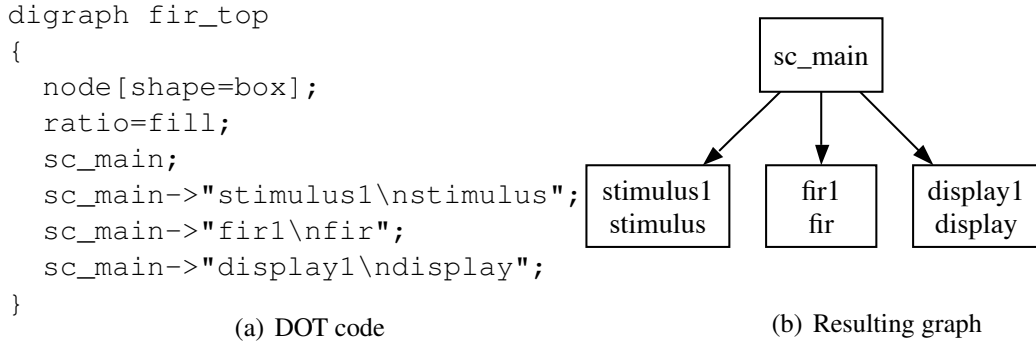 digraph fir_top
{
node[shape=box];
ratio=fill;
sc_main;
sc_main->"stimulus1\nstimulus";
sc_main->"fir1\nfir";
sc_main->"display1\ndisplay";
}
(a) DOT code
sc_main
stimulus1
stimulus
fir1
fir
display1
display
(b) Resulting graph